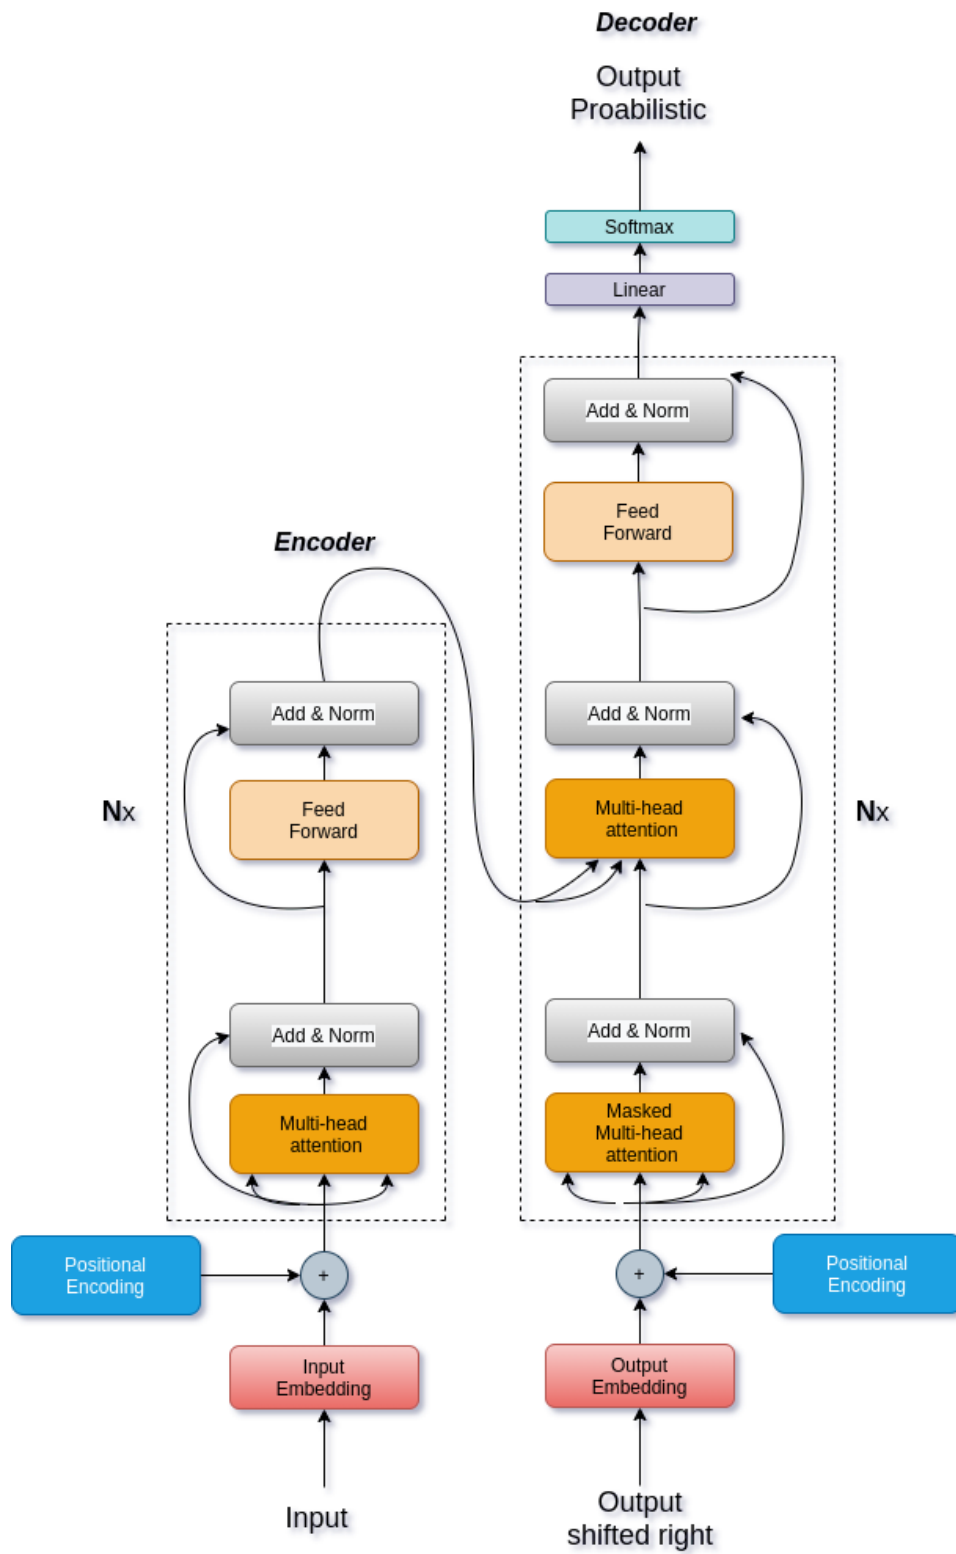 Decoder
Output
Proabilistic
Softmax
Linear
Add & Norm
Feed
Forward
Encoder
Add & Norm
Add & Norm
Nx
Feed
Forward
Multi-head
attention
Nx
Add & Norm
Add & Norm
Multi-head
attention
Masked
Multi-head
attention
Positional
Encoding
+
+
Positional
Encoding
Input
Embedding
Output
Embedding
Input
Output
shifted right